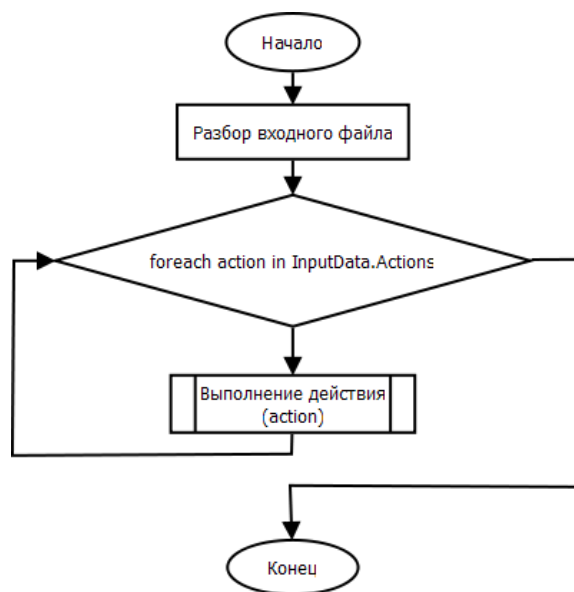 Начало
Разбор входного файла
foreach action in InputData.Actions
Выполнение действия
(action)
Конец